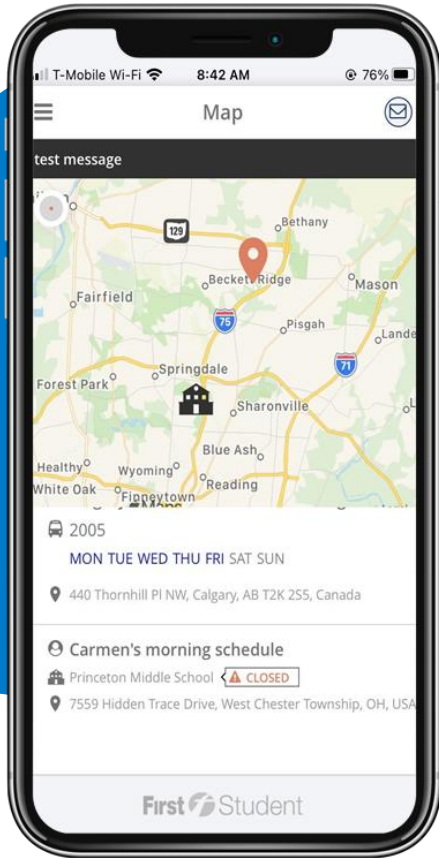 T-Mobile Wi-Fi 8:42 AM 76%
Map
test message
129
Bethany
Beckett Ridge
Mason
Fairfield
75
Pisgah
Lande
71
Springdale
Forest Park
Sharonville
Blue Ash
Healthy
Wyoming
Reading
White Oak
Finneytown
Maps
2005
MON TUE WED THU FRI SAT SUN
440 Thornhill Pl NW, Calgary, AB T2K 2S5, Canada
Carmen's morning schedule
Princeton Middle School CLOSED
7559 Hidden Trace Drive, West Chester Township, OH, USA
First Student